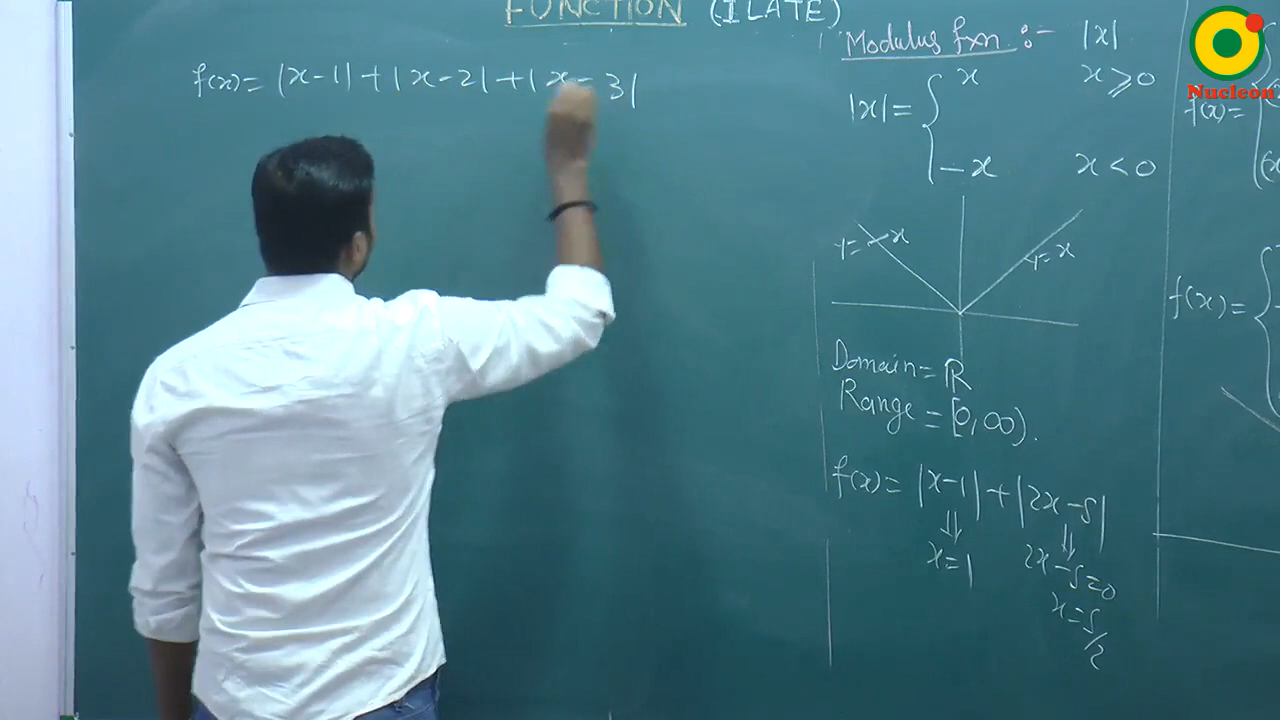 FUNCTION (ILATE)
f(x) = |x-1| + |x-2| + |x- 3|
Modulus fxn :- |x|
|x| = { x x ⩾ 0
-x x < 0
y = -x
y = x
Domain = R
Range = [0,∞).
f(x) = |x-1| + |2x-5|
⇓ ⇓
x=1 2x-5=0
x=5/2
Nucleon
f(x) =
f(x) =